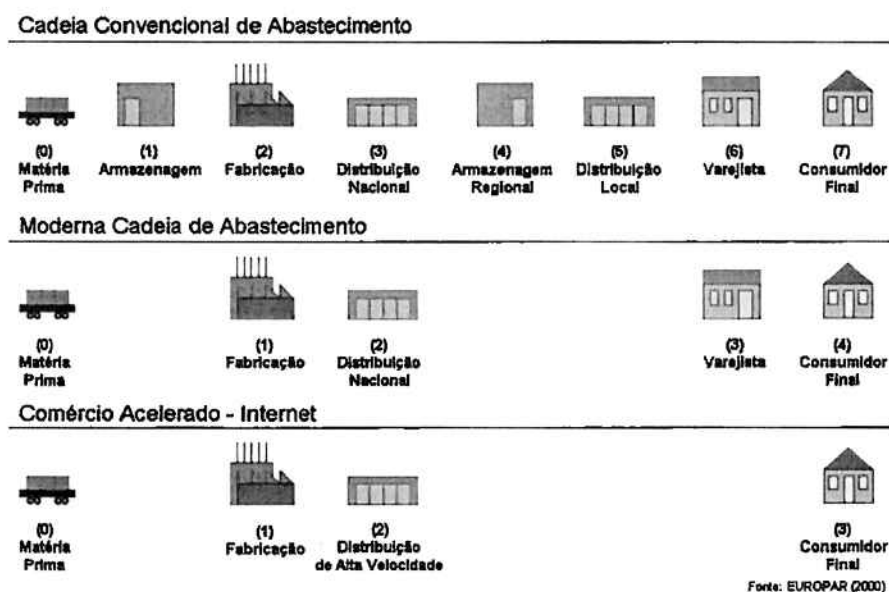 Cadeia Convencional de Abastecimento
(0) (1) (2) (3) (4) (5) (6) (7)
Matéria Armazenagem Fabricação Distribuição Armazenagem Distribuição Varejista Consumidor
Prima Nacional Regional Local Final
Moderna Cadeia de Abastecimento
(0) (1) (2) (3) (4)
Matéria Fabricação Distribuição Varejista Consumidor
Prima Nacional Final
Comércio Acelerado - Internet
(0) (1) (2) (3)
Matéria Fabricação Distribuição Consumidor
Prima de Alta Velocidade Final
Fonte: EUROPAR (2000)